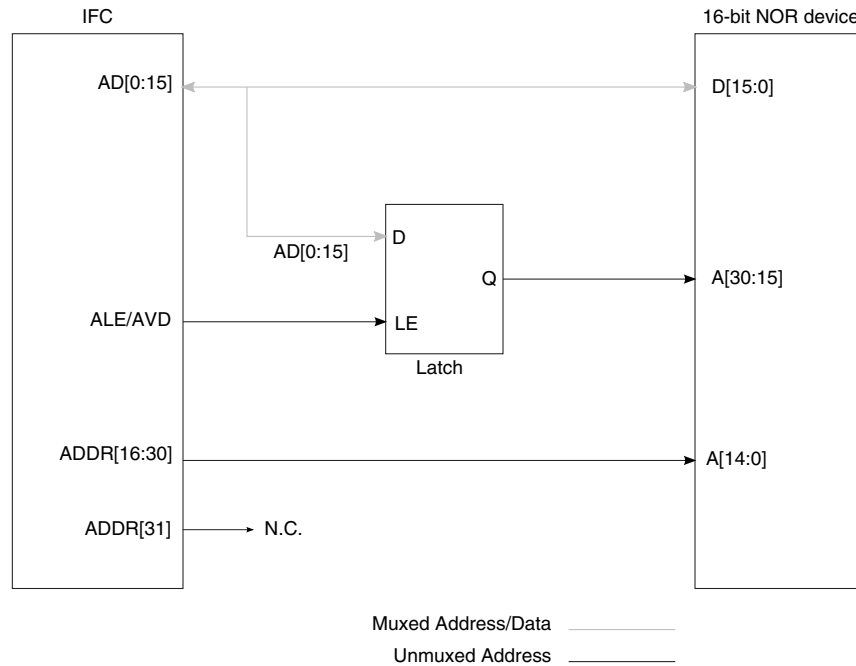 IFC
16-bit NOR device
AD[0:15]
D[15:0]
AD[0:15]
D
Q
A[30:15]
ALE/AVD
LE
Latch
ADDR[16:30]
A[14:0]
ADDR[31]
N.C.
Muxed Address/Data
Unmuxed Address